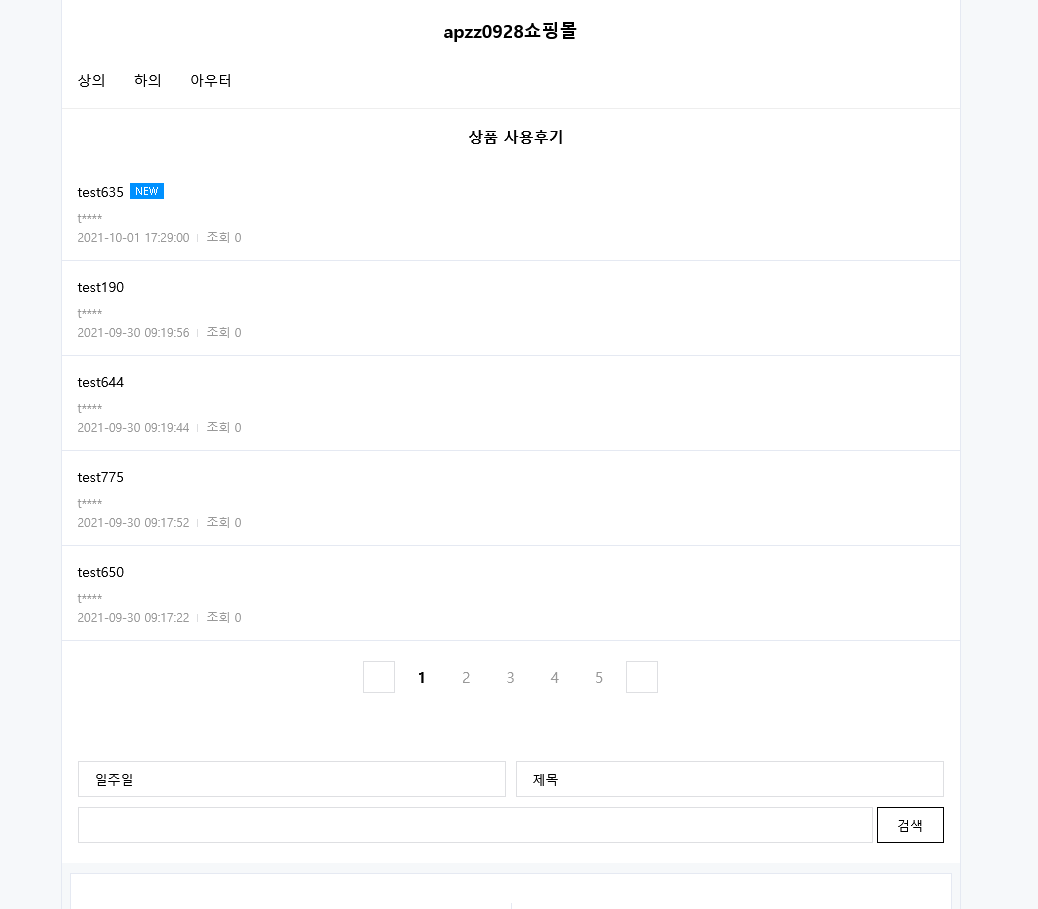 apzz0928쇼핑몰
상의 하의 아우터
상품 사용후기
test635 NEW
t****
2021-10-01 17:29:00 | 조회 0
test190
t****
2021-09-30 09:19:56 | 조회 0
test644
t****
2021-09-30 09:19:44 | 조회 0
test775
t****
2021-09-30 09:17:52 | 조회 0
test650
t****
2021-09-30 09:17:22 | 조회 0
1 2 3 4 5
일주일 제목
검색